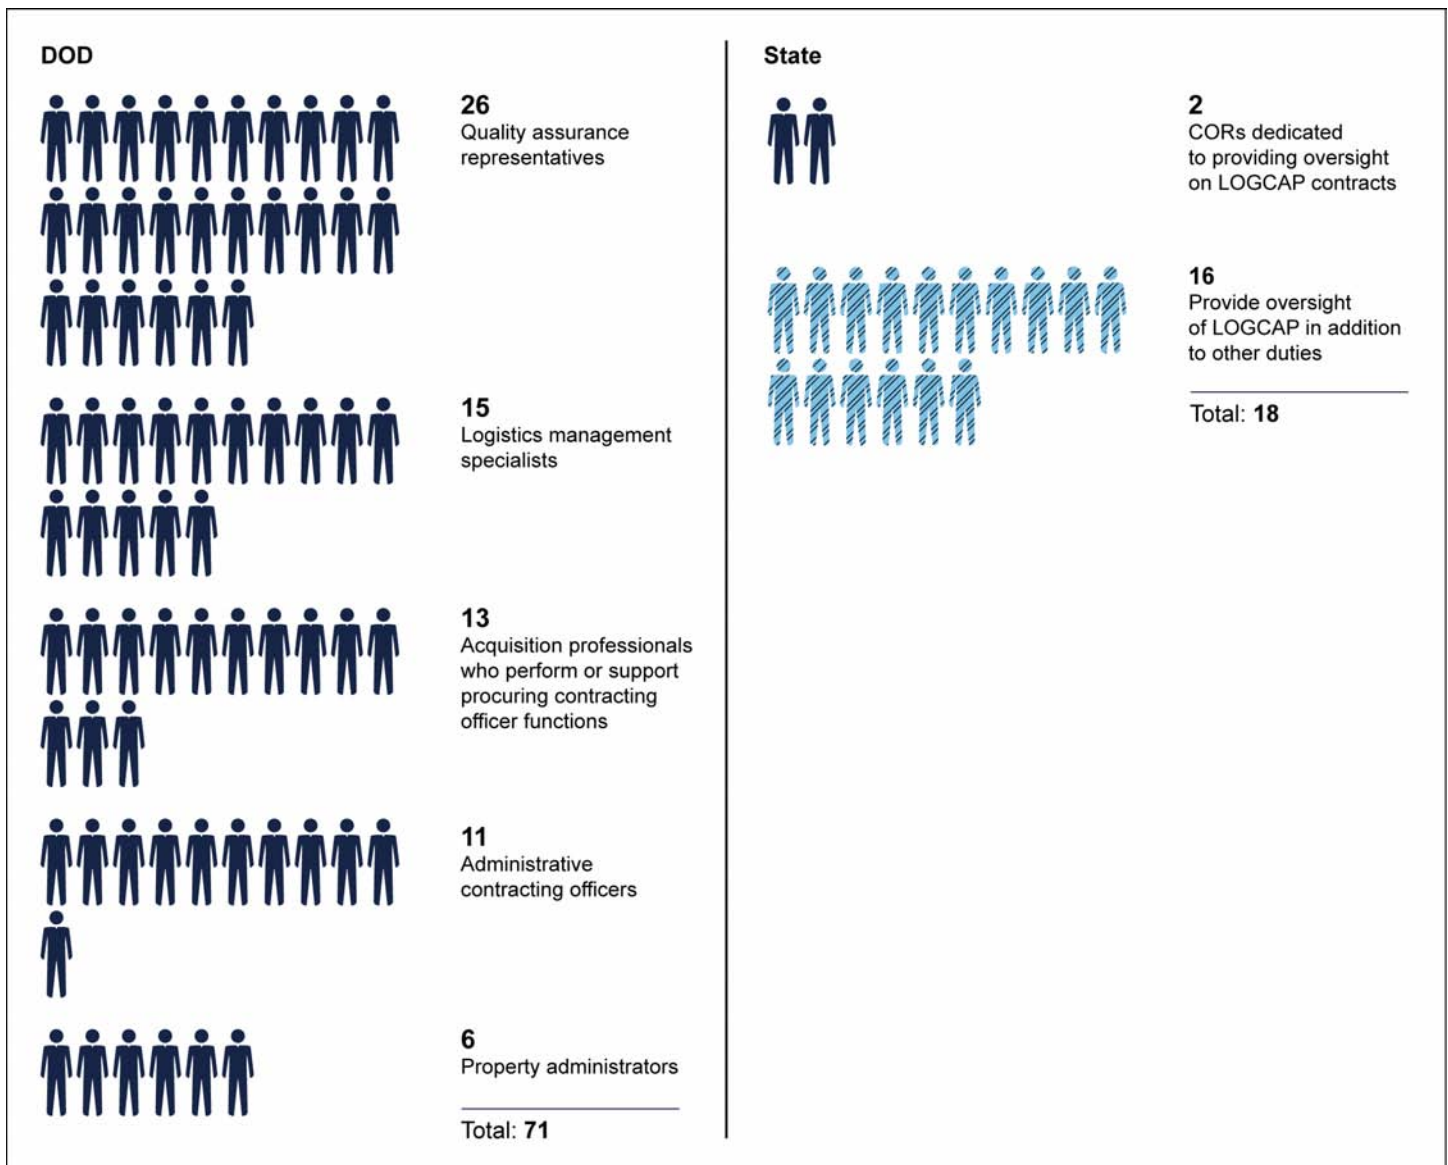 DOD
26
Quality assurance
representatives
15
Logistics management
specialists
13
Acquisition professionals
who perform or support
procuring contracting
officer functions
11
Administrative
contracting officers
6
Property administrators
Total: 71
State
2
CORs dedicated
to providing oversight
on LOGCAP contracts
16
Provide oversight
of LOGCAP in addition
to other duties
Total: 18